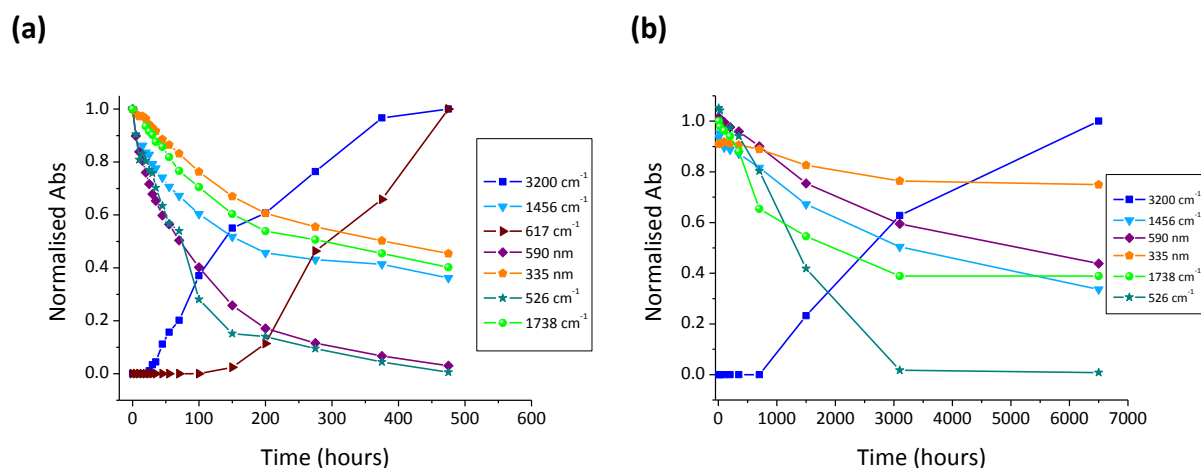 (a)
(b)
Normalised Abs
1.0
0.8
0.6
0.4
0.2
0.0
0
100
200
300
400
500
600
Time (hours)
3200 cm⁻¹
1456 cm⁻¹
617 cm⁻¹
590 nm
335 nm
526 cm⁻¹
1738 cm⁻¹
Normalised Abs
1.0
0.8
0.6
0.4
0.2
0.0
0
1000
2000
3000
4000
5000
6000
7000
Time (hours)
3200 cm⁻¹
1456 cm⁻¹
590 nm
335 nm
1738 cm⁻¹
526 cm⁻¹